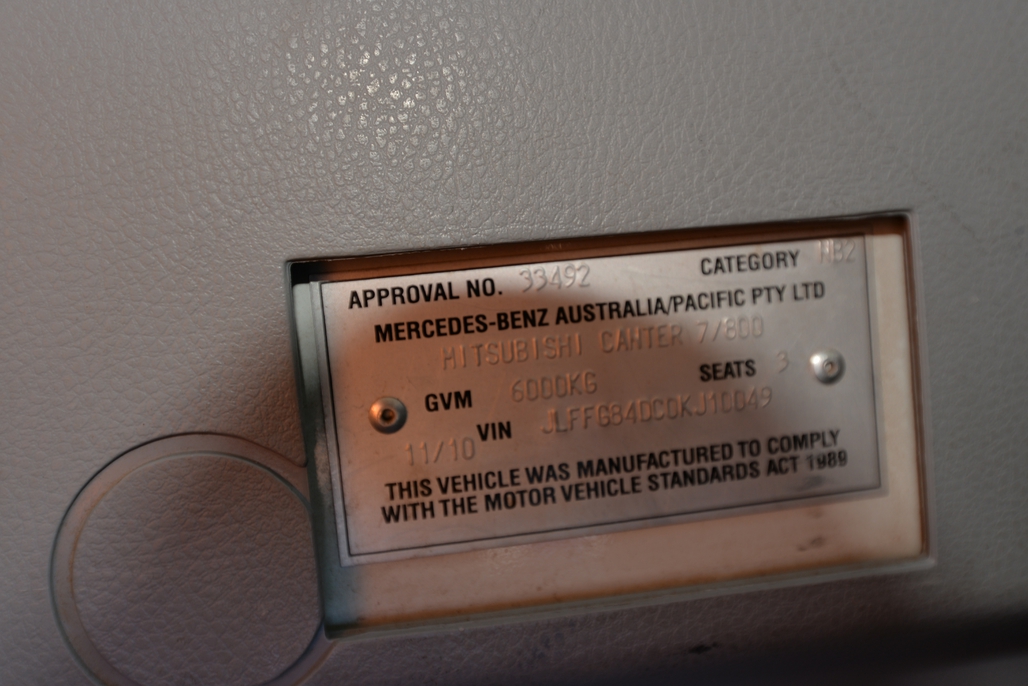 APPROVAL NO. 33492 CATEGORY NB2
MERCEDES-BENZ AUSTRALIA/PACIFIC PTY LTD
MITSUBISHI CANTER 7/800
GVM 6000KG SEATS 3
11/10 VIN JLFFG84DC0KJ10049
THIS VEHICLE WAS MANUFACTURED TO COMPLY
WITH THE MOTOR VEHICLE STANDARDS ACT 1989